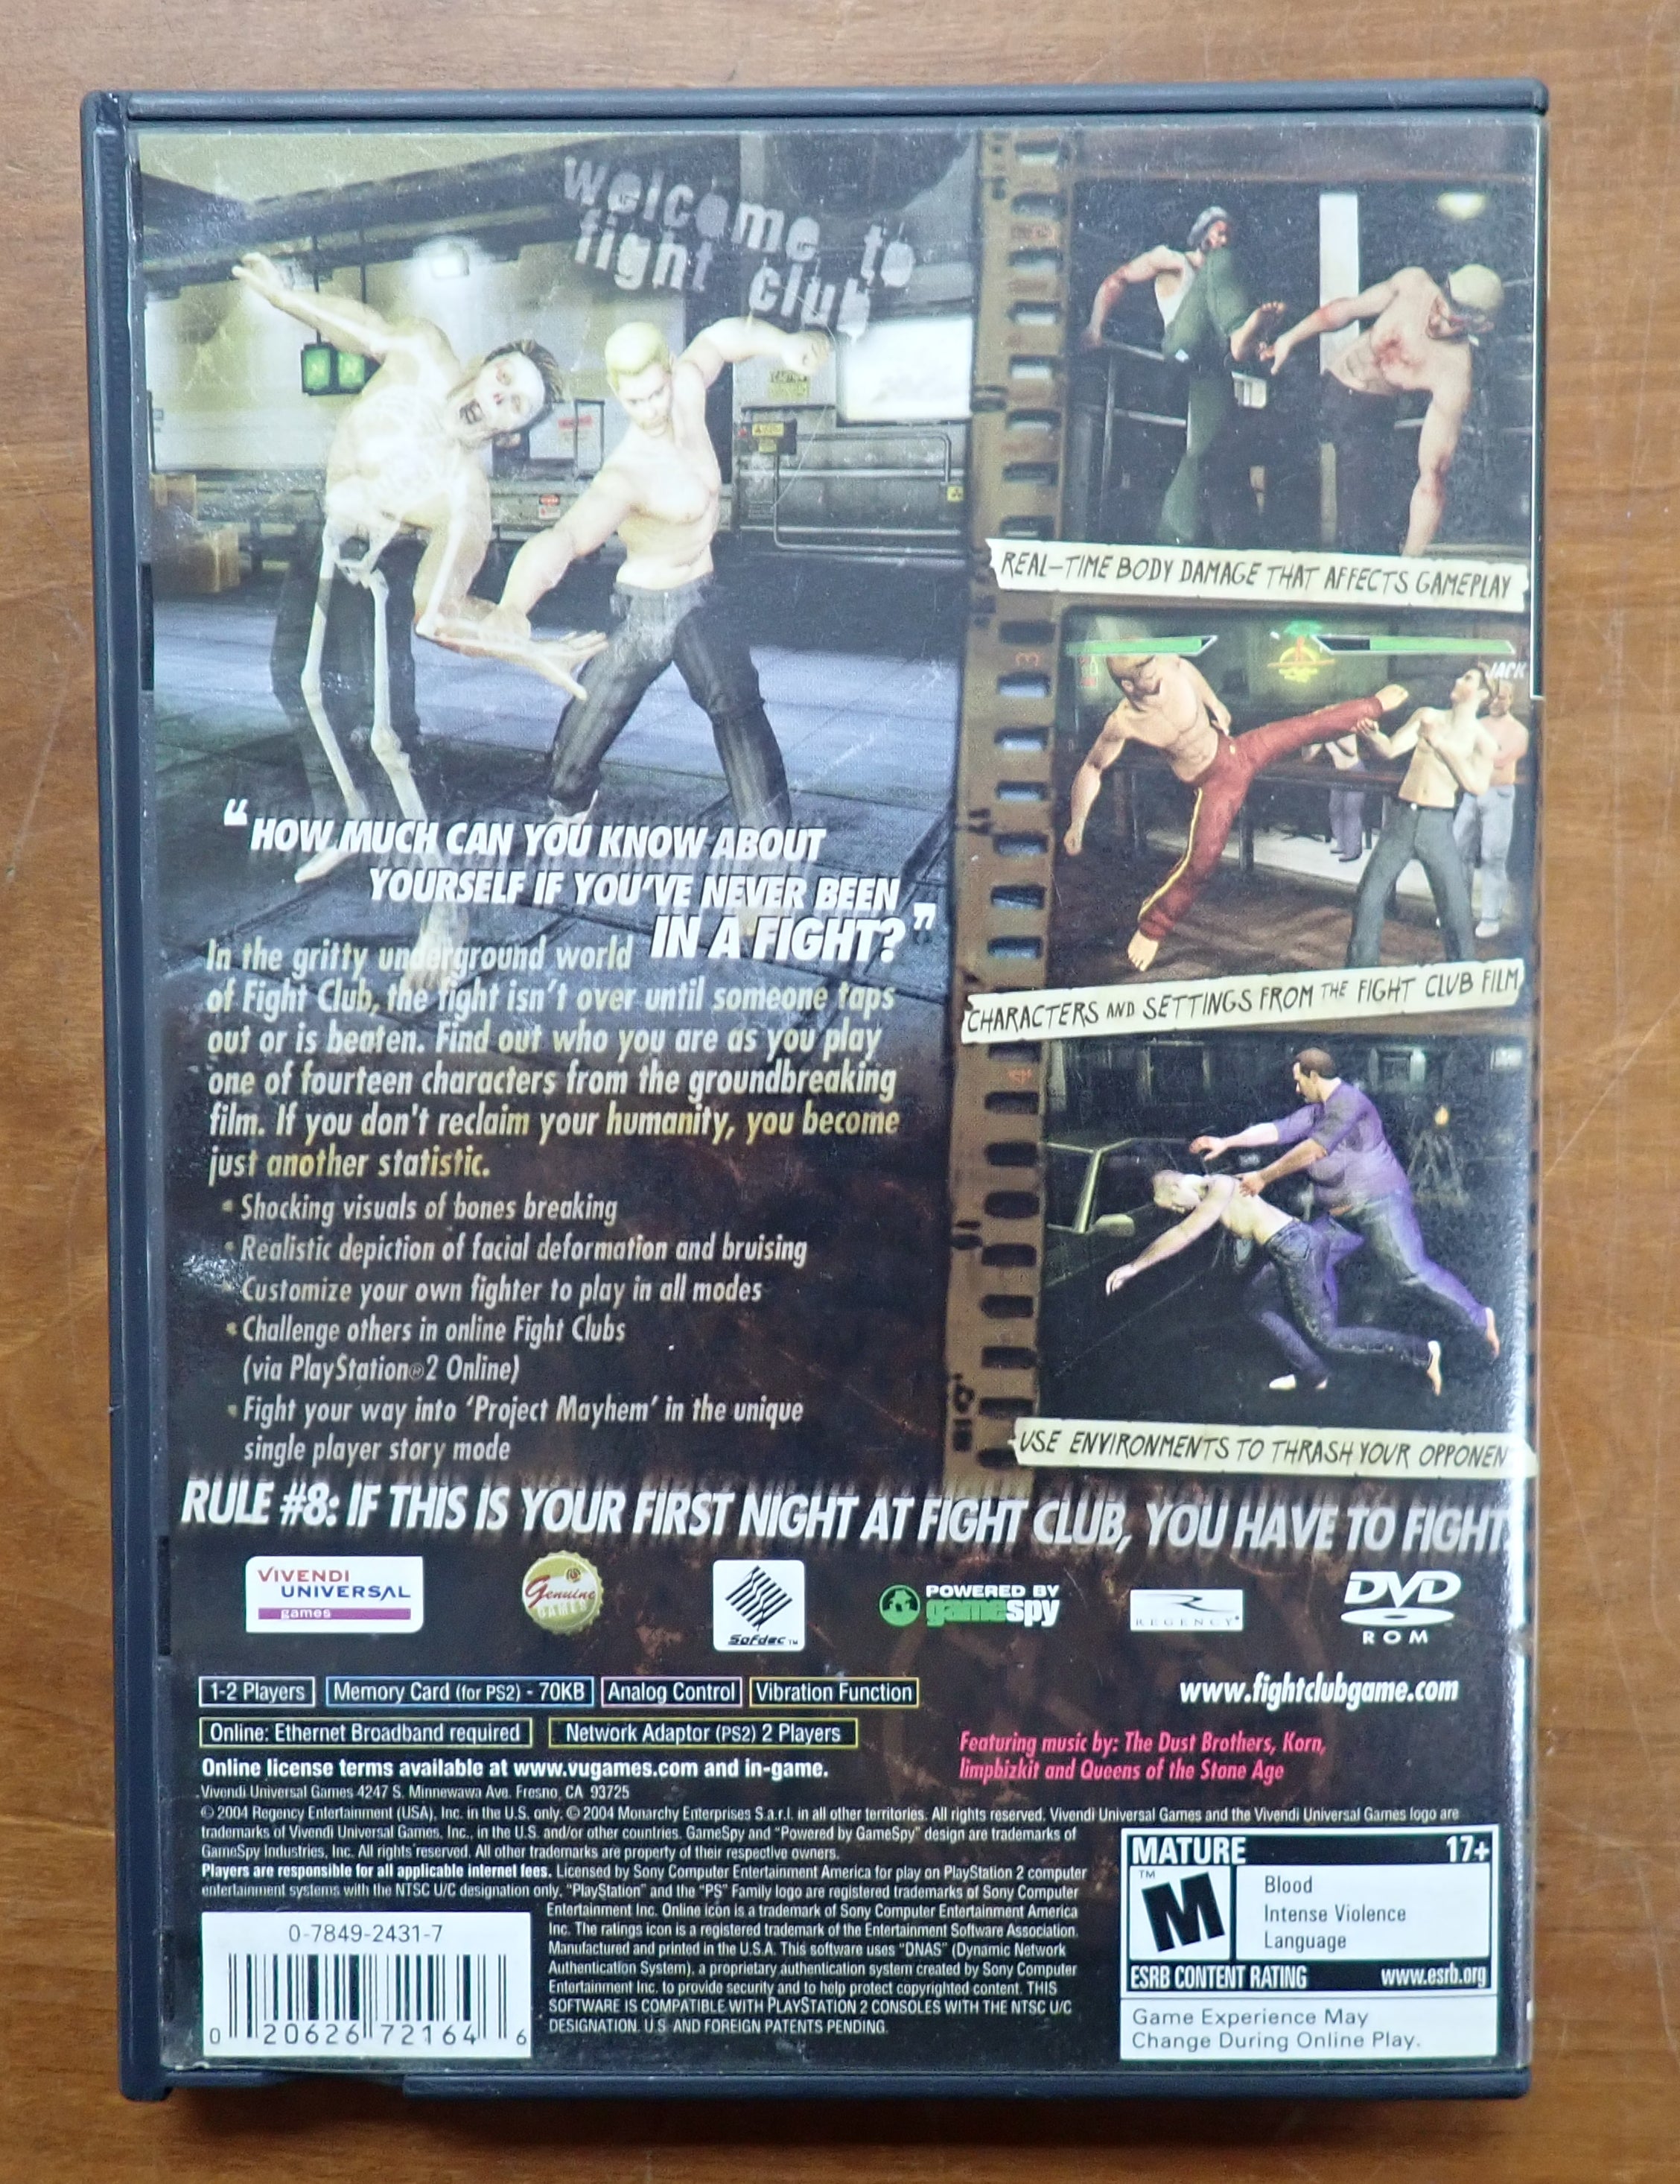 welcome to
fight club
REAL-TIME BODY DAMAGE THAT AFFECTS GAMEPLAY
JACK
CHARACTERS AND SETTINGS FROM THE FIGHT CLUB FILM
USE ENVIRONMENTS TO THRASH YOUR OPPONEN
“HOW MUCH CAN YOU KNOW ABOUT
YOURSELF IF YOU’VE NEVER BEEN
IN A FIGHT?”
In the gritty underground world
of Fight Club, the fight isn’t over until someone taps
out or is beaten. Find out who you are as you play
one of fourteen characters from the groundbreaking
film. If you don't reclaim your humanity, you become
just another statistic.
• Shocking visuals of bones breaking
• Realistic depiction of facial deformation and bruising
• Customize your own fighter to play in all modes
• Challenge others in online Fight Clubs
(via PlayStation®2 Online)
• Fight your way into ‘Project Mayhem’ in the unique
single player story mode
RULE #8: IF THIS IS YOUR FIRST NIGHT AT FIGHT CLUB, YOU HAVE TO FIGHT.
VIVENDI
UNIVERSAL
games
Genuine
GAMES
Sofdec™
POWERED BY
gamespy
REGENCY
DVD
ROM
1-2 Players
Memory Card (for PS2) - 70KB
Analog Control
Vibration Function
www.fightclubgame.com
Online: Ethernet Broadband required
Network Adaptor (PS2) 2 Players
Featuring music by: The Dust Brothers, Korn,
limpbizkit and Queens of the Stone Age
Online license terms available at www.vugames.com and in-game.
Vivendi Universal Games 4247 S. Minnewawa Ave. Fresno, CA 93725
© 2004 Regency Entertainment (USA), Inc. in the U.S. only. © 2004 Monarchy Enterprises S.a.r.l. in all other territories. All rights reserved. Vivendi Universal Games and the Vivendi Universal Games logo are
trademarks of Vivendi Universal Games, Inc., in the U.S. and/or other countries. GameSpy and “Powered by GameSpy” design are trademarks of
GameSpy Industries, Inc. All rights reserved. All other trademarks are property of their respective owners.
Players are responsible for all applicable internet fees. Licensed by Sony Computer Entertainment America for play on PlayStation 2 computer
entertainment systems with the NTSC U/C designation only. “PlayStation” and the “PS” Family logo are registered trademarks of Sony Computer
Entertainment Inc. Online icon is a trademark of Sony Computer Entertainment America
Inc. The ratings icon is a registered trademark of the Entertainment Software Association.
Manufactured and printed in the U.S.A. This software uses “DNAS” (Dynamic Network
Authentication System), a proprietary authentication system created by Sony Computer
Entertainment Inc. to provide security and to help protect copyrighted content. THIS
SOFTWARE IS COMPATIBLE WITH PLAYSTATION 2 CONSOLES WITH THE NTSC U/C
DESIGNATION. U.S. AND FOREIGN PATENTS PENDING.
0-7849-2431-7
0 20626 72164 6
MATURE 17+
™
M
Blood
Intense Violence
Language
ESRB CONTENT RATING www.esrb.org
Game Experience May
Change During Online Play.